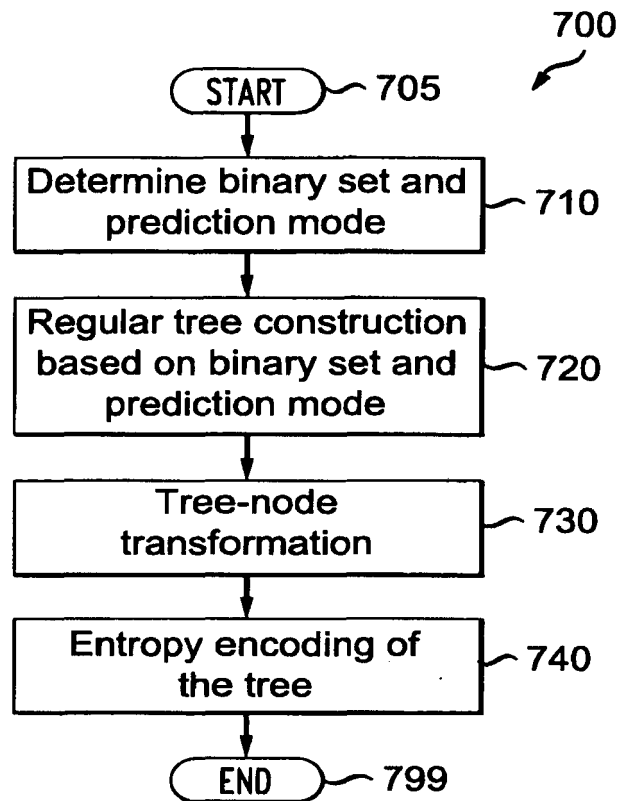 700
START 705
Determine binary set and
prediction mode 710
Regular tree construction
based on binary set and 720
prediction mode
Tree-node
transformation 730
Entropy encoding of
the tree 740
END 799